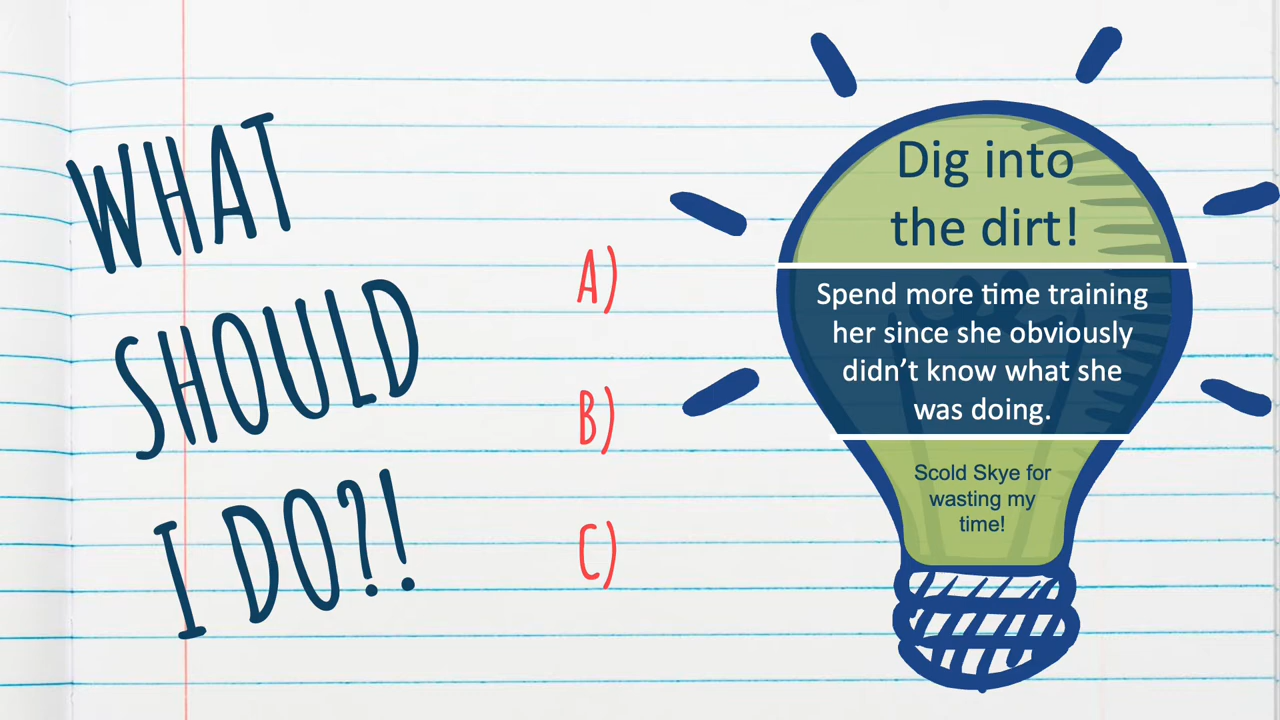 WHAT
SHOULD
I DO?!
A)
Dig into
the dirt!
B)
Spend more time training
her since she obviously
didn't know what she
was doing.
C)
Scold Skye for
wasting my
time!